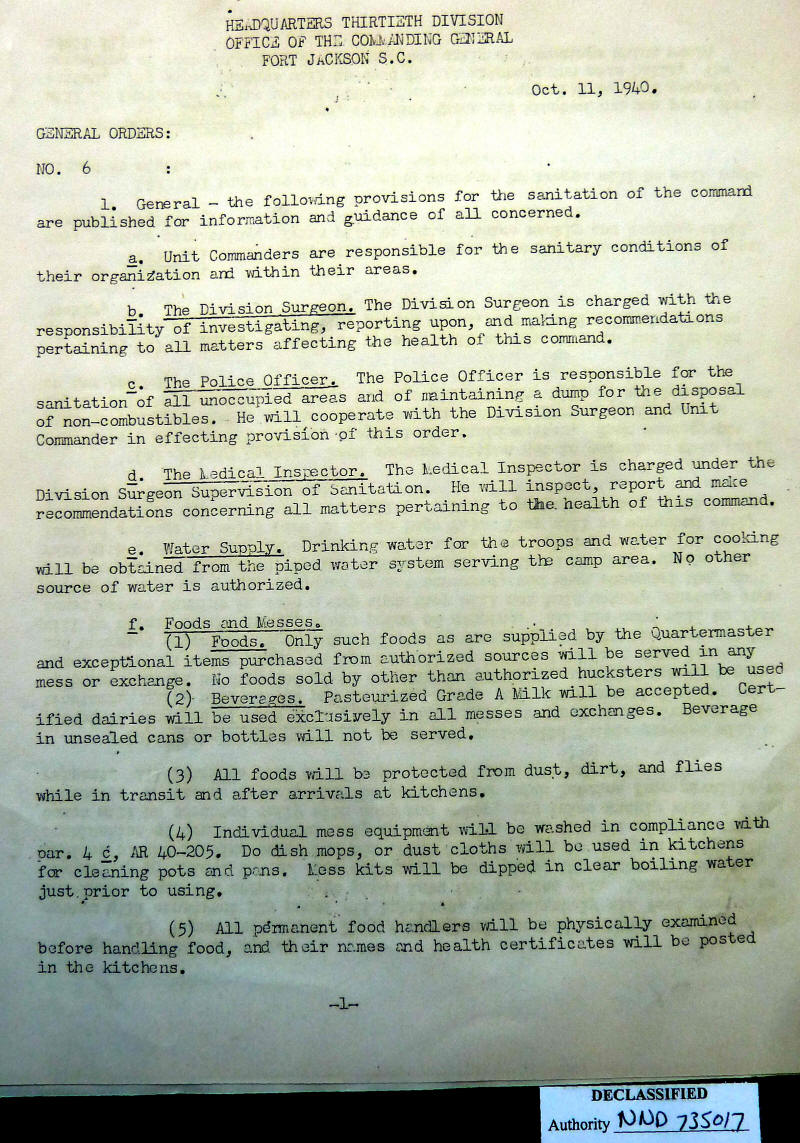 HEADQUARTERS THIRTIETH DIVISION
OFFICE OF THE COMMANDING GENERAL
FORT JACKSON S.C.
Oct. 11, 1940.
GENERAL ORDERS:
NO. 6 :
1. General - the following provisions for the sanitation of the command
are published for information and guidance of all concerned.
a. Unit Commanders are responsible for the sanitary conditions of
their organization and within their areas.
b. The Division Surgeon. The Division Surgeon is charged with the
responsibility of investigating, reporting upon, and making recommendations
pertaining to all matters affecting the health of this command.
c. The Police Officer. The Police Officer is responsible for the
sanitation of all unoccupied areas and of maintaining a dump for the disposal
of non-combustibles. He will cooperate with the Division Surgeon and Unit
Commander in effecting provision of this order.
d. The Medical Inspector. The Medical Inspector is charged under the
Division Surgeon Supervision of Sanitation. He will inspect, report and make
recommendations concerning all matters pertaining to the health of this command.
e. Water Supply. Drinking water for the troops and water for cooking
will be obtained from the piped water system serving the camp area. No other
source of water is authorized.
f. Foods and Messes.
(1) Foods. Only such foods as are supplied by the Quartermaster
and exceptional items purchased from authorized sources will be served in any
mess or exchange. No foods sold by other than authorized hucksters will be used
(2) Beverages. Pasteurized Grade A Milk will be accepted. Cert-
ified dairies will be used exclusively in all messes and exchanges. Beverage
in unsealed cans or bottles will not be served.
(3) All foods will be protected from dust, dirt, and flies
while in transit and after arrivals at kitchens.
(4) Individual mess equipment will be washed in compliance with
par. 4 c, AR 40-205. Do dish mops, or dust cloths will be used in kitchens
for cleaning pots and pans. Mess kits will be dipped in clear boiling water
just prior to using.
(5) All permanent food handlers will be physically examined
before handling food, and their names and health certificates will be posted
in the kitchens.
-1-
DECLASSIFIED
Authority NND 735017